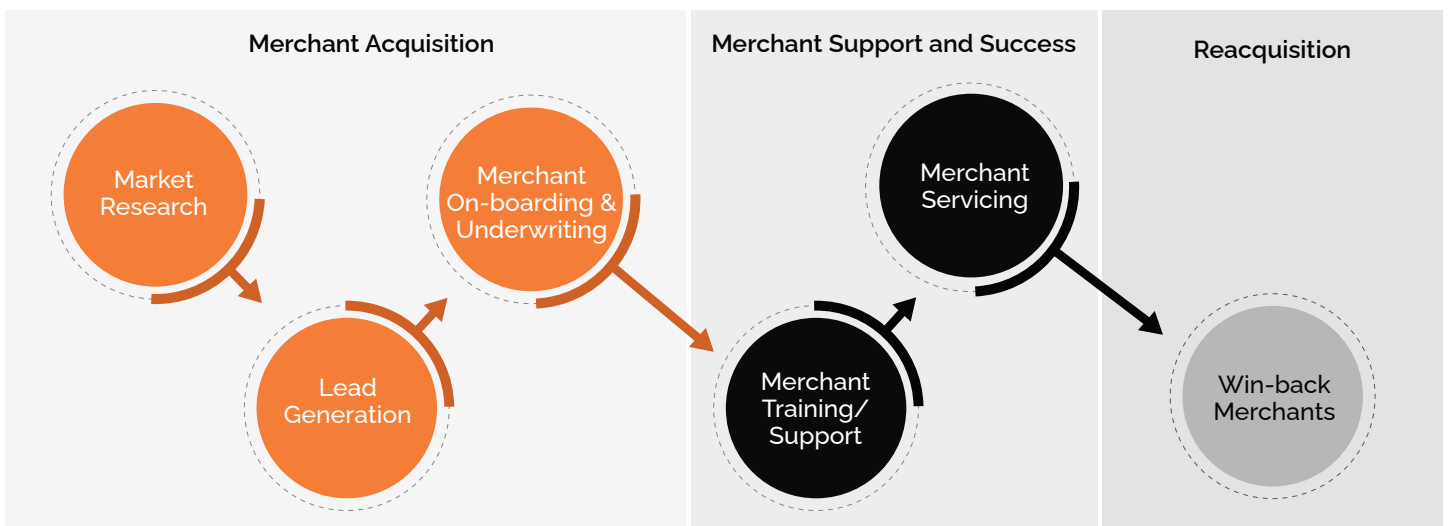 Merchant Acquisition
Market
Research
Lead
Generation
Merchant
On-boarding &
Underwriting
Merchant Support and Success
Merchant
Training/
Support
Merchant
Servicing
Reacquisition
Win-back
Merchants